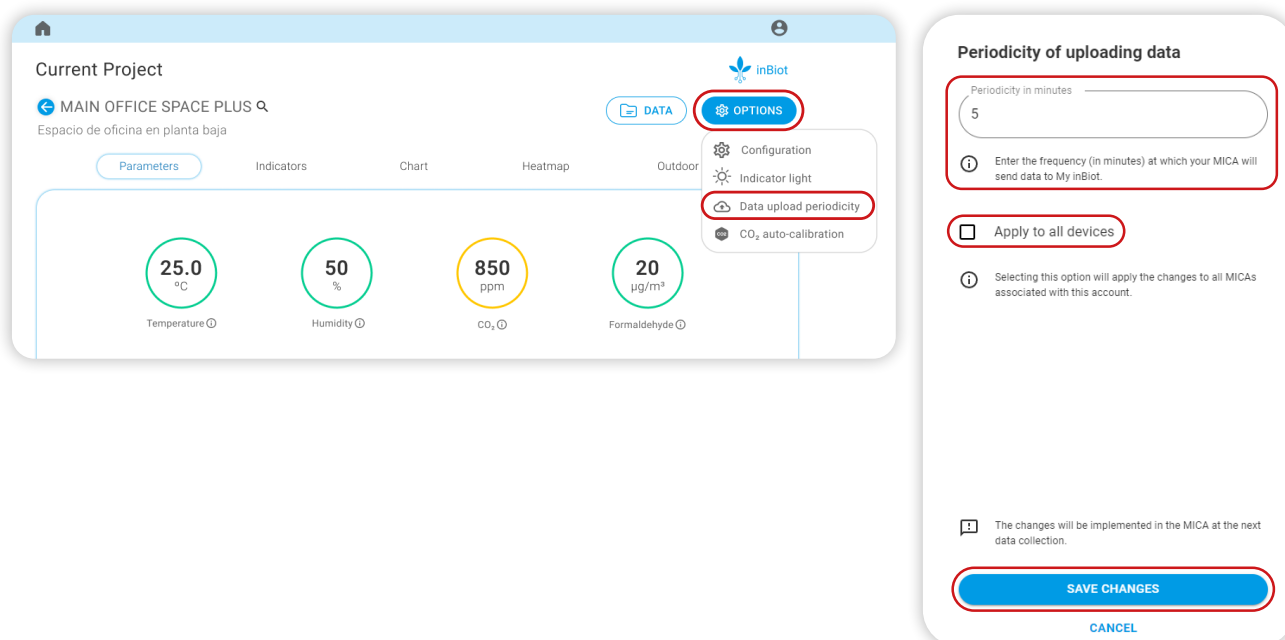 Current Project
inBiot
MAIN OFFICE SPACE PLUS
Espacio de oficina en planta baja
DATA
OPTIONS
Configuration
Indicator light
Data upload periodicity
CO₂ auto-calibration
Parameters
Indicators
Chart
Heatmap
Outdoor
25.0
ºC
Temperature
50
%
Humidity
850
ppm
CO₂
20
µg/m³
Formaldehyde
Periodicity of uploading data
Periodicity in minutes
5
Enter the frequency (in minutes) at which your MICA will
send data to My inBiot.
Apply to all devices
Selecting this option will apply the changes to all MICAs
associated with this account.
The changes will be implemented in the MICA at the next
data collection.
SAVE CHANGES
CANCEL